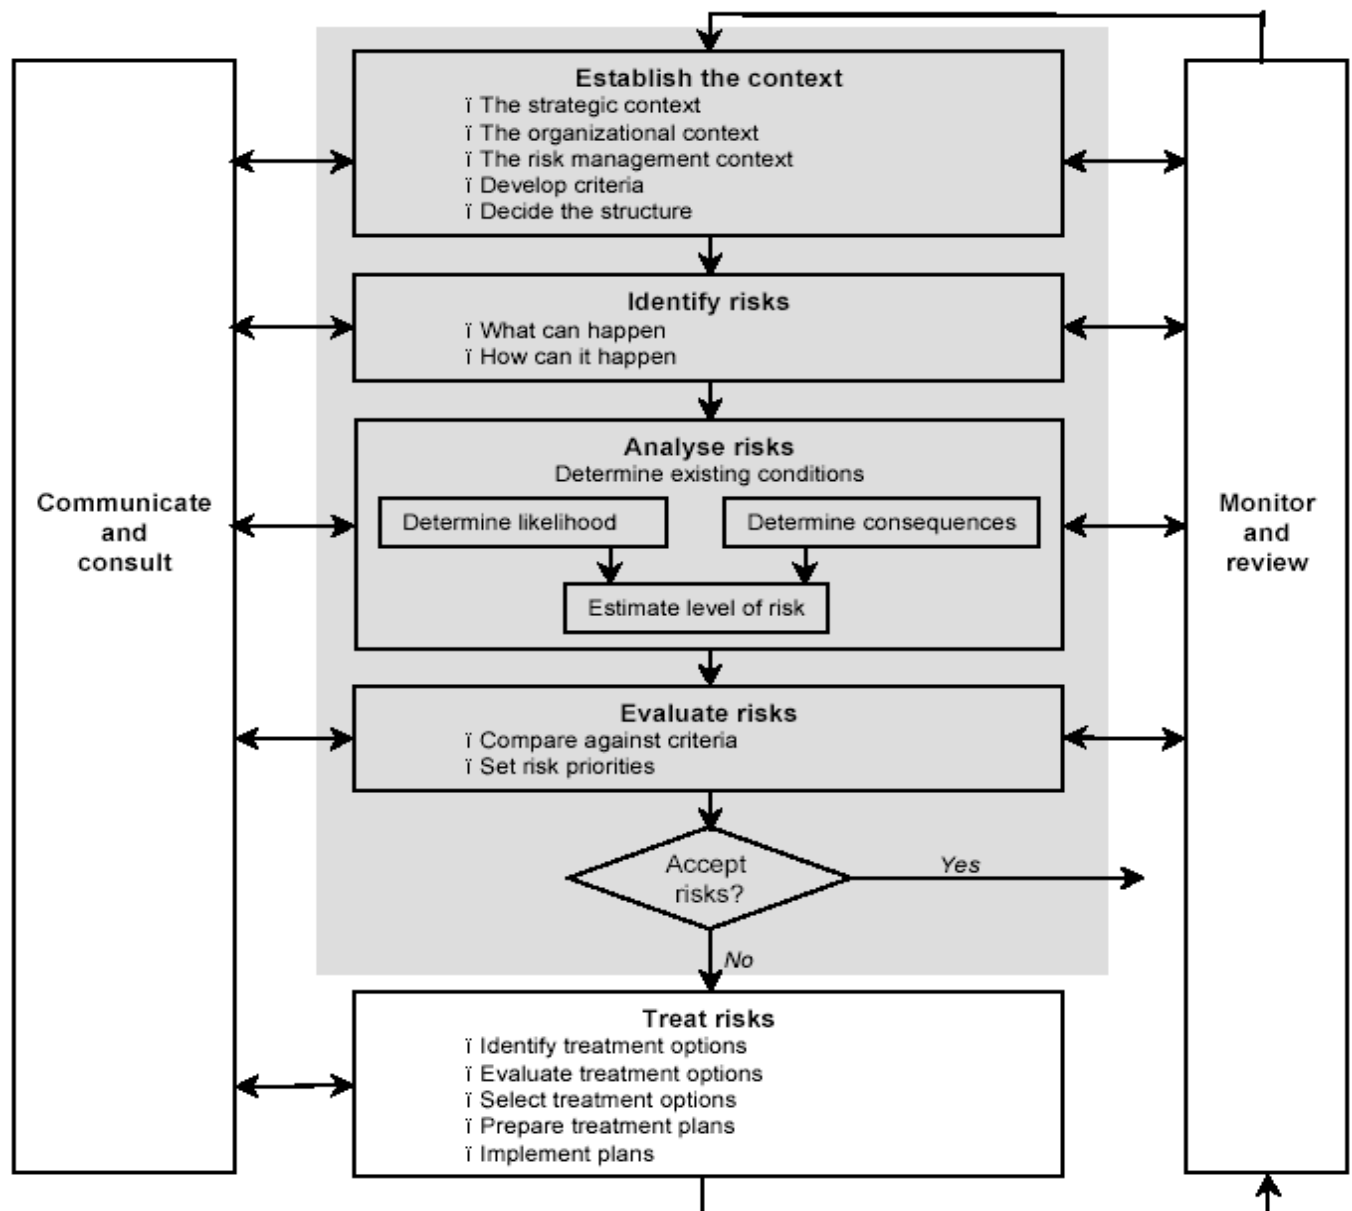 Establish the context
ï The strategic context
ï The organizational context
ï The risk management context
ï Develop criteria
ï Decide the structure
Identify risks
ï What can happen
ï How can it happen
Analyse risks
Determine existing conditions
Determine likelihood
Determine consequences
Estimate level of risk
Communicate
and
consult
Monitor
and
review
Evaluate risks
ï Compare against criteria
ï Set risk priorities
Accept
risks?
Yes
No
Treat risks
ï Identify treatment options
ï Evaluate treatment options
ï Select treatment options
ï Prepare treatment plans
ï Implement plans